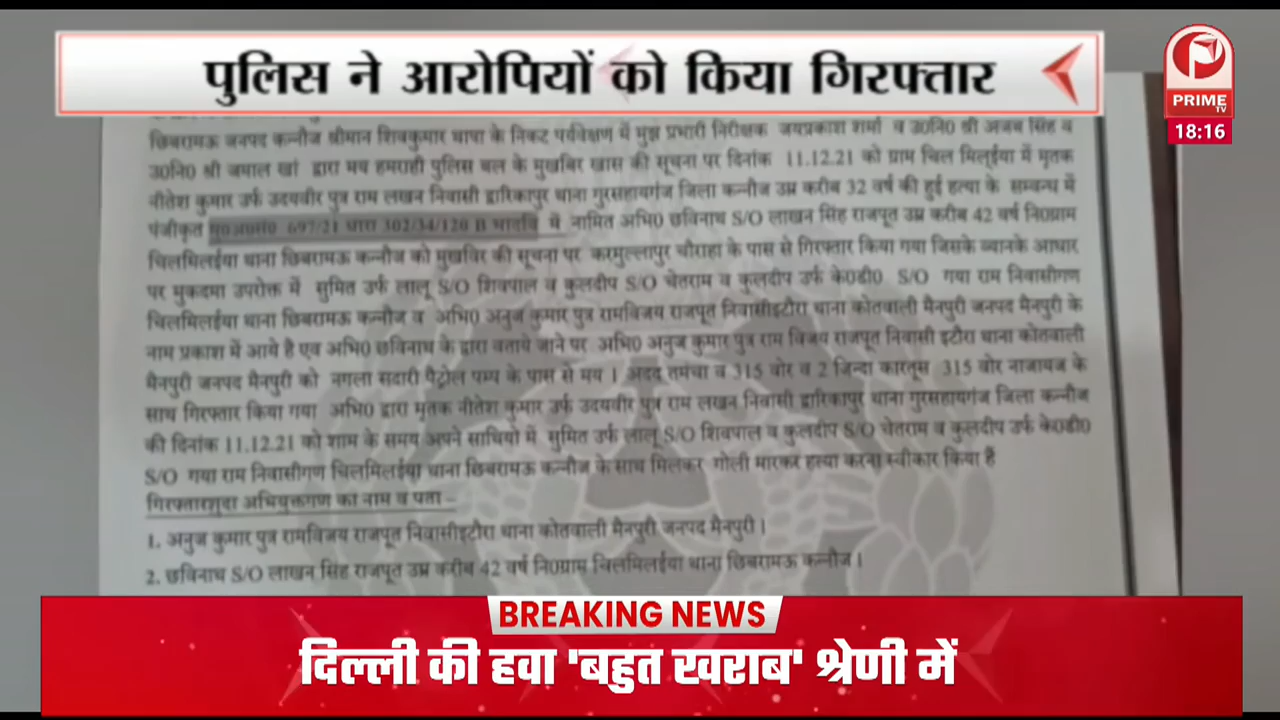 पुलिस ने आरोपियों को किया गिरफ्तार
PRIME
TV
18:16
छिबरामऊ जनपद कन्नौज श्रीमान शिवकुमार थापा के निकट पर्यवेक्षण में मुझ प्रभारी निरीक्षक जयप्रकाश शर्मा व उ0नि0 श्री अजब सिंह व
उ0नि0 श्री जमाल खां द्वारा मय हमराही पुलिस बल के मुखबिर खास की सूचना पर दिनांक 11.12.21 को ग्राम चिल मिलुईया में मृतक
नीतेश कुमार उर्फ उदयवीर पुत्र राम लखन निवासी द्वारिकापुर थाना गुरसहायगंज जिला कन्नौज उम्र करीब 32 वर्ष की हुई हत्या के सम्बन्ध में
पंजीकृत मु0अ0सं0 697/21 धारा 302/34/120 B भादवि में नामित अभि0 छविनाथ S/O लाखन सिंह राजपूत उम्र करीब 42 वर्ष नि0ग्राम
चिलमिलईया थाना छिबरामऊ कन्नौज को मुखविर की सूचना पर करमुल्लापुर चौराहा के पास से गिरफ्तार किया गया जिसके ब्यानके आधार
पर मुकदमा उपरोक्त में सुमित उर्फ लालू S/O शिवपाल व कुलदीप S/O चेतराम व कुलदीप उर्फ के0डी0 S/O गया राम निवासीगण
चिलमिलईया थाना छिबरामऊ कन्नौज व अभि0 अनुज कुमार पुत्र रामविजय राजपूत निवासीइटौरा थाना कोतवाली मैनपुरी जनपद मैनपुरी के
नाम प्रकाश में आये है एव अभि0 छविनाथ के द्वारा वताये जाने पर अभि0 अनुज कुमार पुत्र राम विजय राजपूत निवासी इटौरा थाना कोतवाली
मैनपुरी जनपद मैनपुरी को नगला सदारी पैट्रोल पम्प के पास से मय 1 अदद तमंचा व 315 वोर व 2 जिन्दा कारतूस 315 वोर नाजायज के
साथ गिरफ्तार किया गया अभि0 द्वारा मृतक नीतेश कुमार उर्फ उदयवीर पुत्र राम लखन निवासी द्वारिकापुर थाना गुरसहायगंज जिला कन्नौज
की दिनांक 11.12.21 को शाम के समय अपने साथियो में सुमित उर्फ लालू S/O शिवपाल व कुलदीप S/O चेतराम व कुलदीप उर्फ के0डी0
S/O गया राम निवासीगण चिलमिलईया थाना छिबरामऊ कन्नौज के साथ मिलकर गोली मारकर हत्या करना स्वीकार किया है
गिरफ्तारशुदा अभियुक्तगण का नाम व पता –
1. अनुज कुमार पुत्र रामविजय राजपूत निवासीइटौरा थाना कोतवाली मैनपुरी जनपद मैनपुरी ।
2. छविनाथ S/O लाखन सिंह राजपूत उम्र करीब 42 वर्ष नि0ग्राम चिलमिलईया थाना छिबरामऊ कन्नौज ।
BREAKING NEWS
दिल्ली की हवा 'बहुत खराब' श्रेणी में